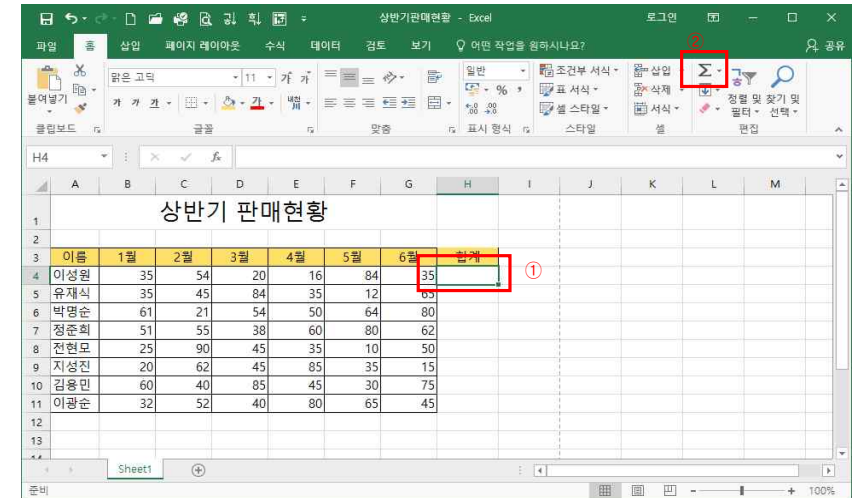 상반기판매현황 - Excel 로그인
파일 홈 삽입 페이지 레이아웃 수식 데이터 검토 보기 어떤 작업을 원하시나요? ② 공유
붙여넣기 맑은 고딕 11 가 가 일반 조건부 서식 삽입 Σ
가 가 가 가 내천 % , 표 서식 삭제 정렬 및 필터 찾기 및 선택
셀 스타일 서식
클립보드 글꼴 맞춤 표시 형식 스타일 셀 편집
H4 fx
A B C D E F G H I J K L M
1 상반기 판매현황
2
3 이름 1월 2월 3월 4월 5월 6월 합계
4 이성원 35 54 20 16 84 35 ①
5 유재식 35 45 84 35 12 65
6 박명순 61 21 54 50 64 80
7 정준희 51 55 38 60 80 62
8 전현모 25 90 45 35 10 50
9 지성진 20 62 45 85 35 15
10 김용민 60 40 85 45 30 75
11 이광순 32 52 40 80 65 45
12
13
Sheet1
준비 100%